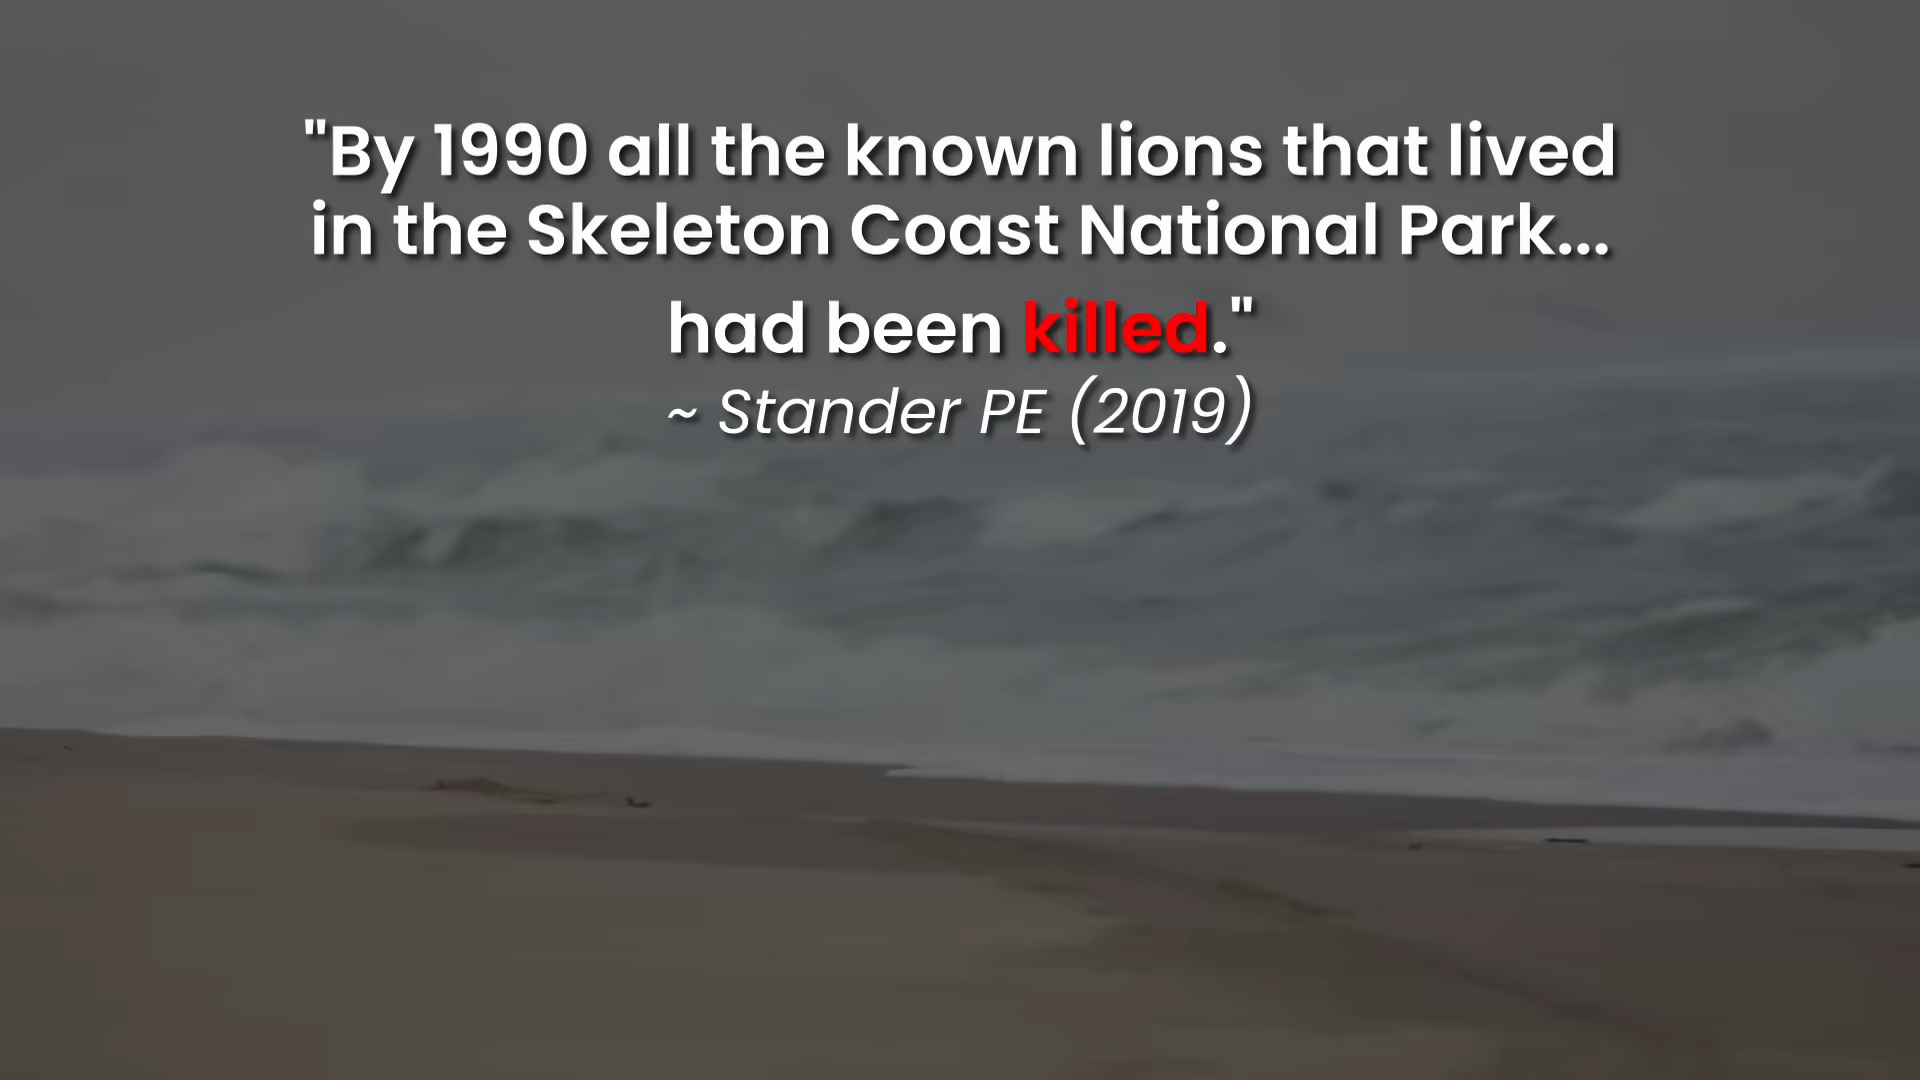 "By 1990 all the known lions that lived
in the Skeleton Coast National Park...
had been killed."
~ Stander PE (2019)